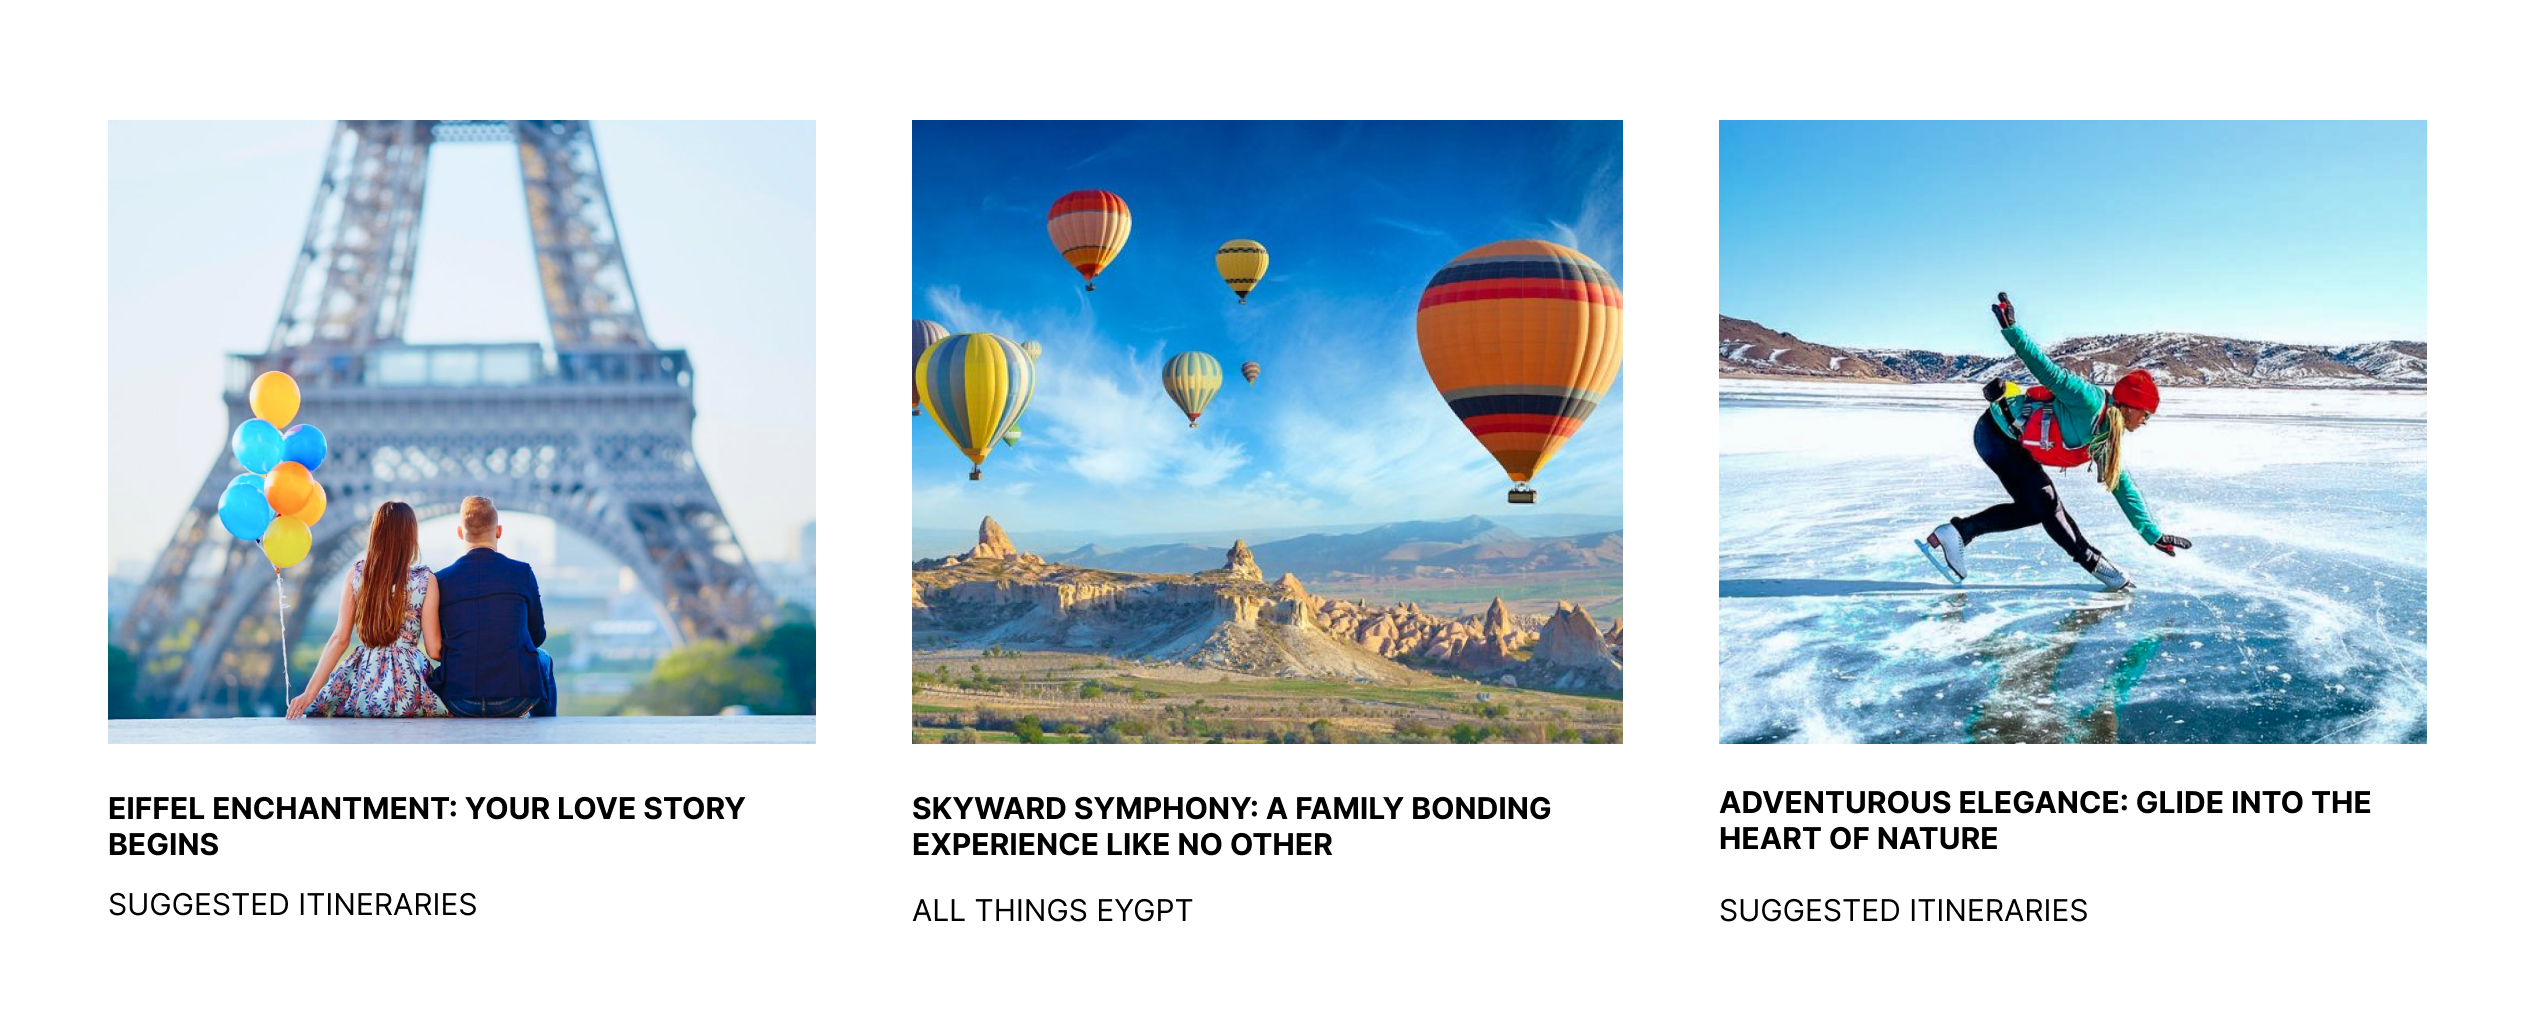 EIFFEL ENCHANTMENT: YOUR LOVE STORY
BEGINS
SUGGESTED ITINERARIES
SKYWARD SYMPHONY: A FAMILY BONDING
EXPERIENCE LIKE NO OTHER
ALL THINGS EYGPT
ADVENTUROUS ELEGANCE: GLIDE INTO THE
HEART OF NATURE
SUGGESTED ITINERARIES